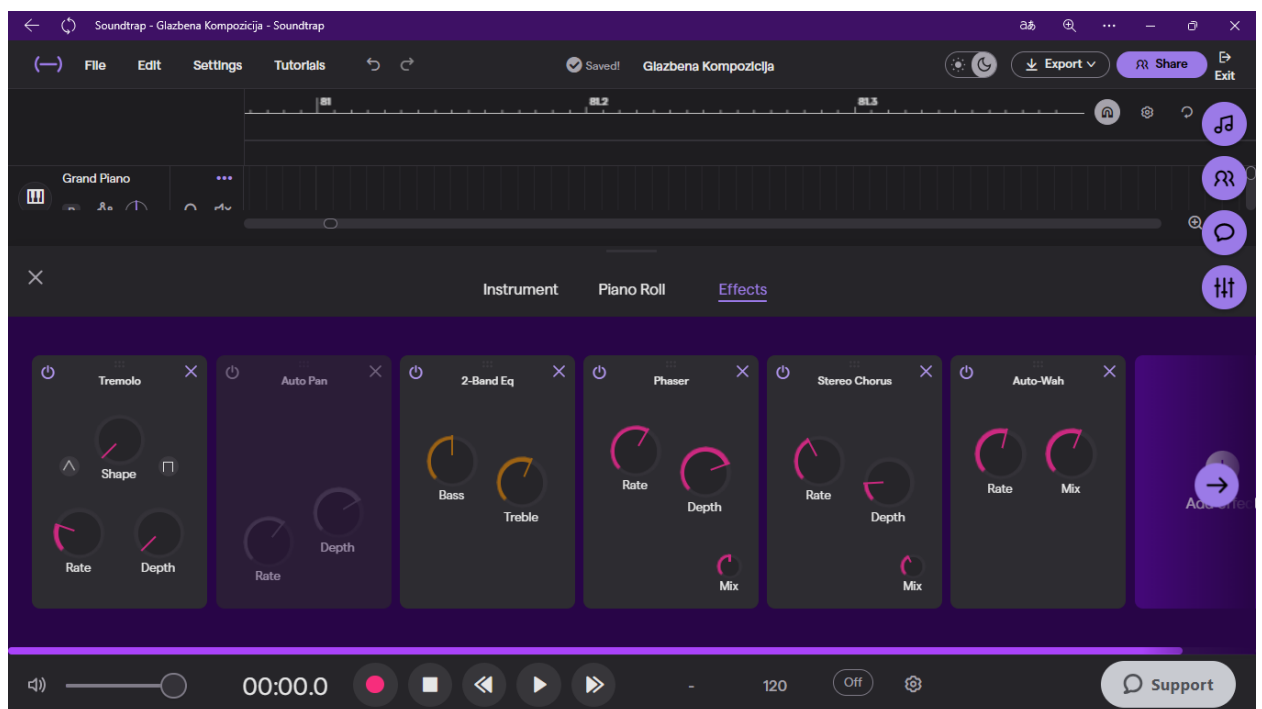 Soundtrap - Glazbena Kompozicija - Soundtrap
File Edit Settings Tutorials Saved! Glazbena Kompozicija Export Share Exit
81 81.2 81.3
Grand Piano
Instrument Piano Roll Effects
Tremolo Auto Pan 2-Band Eq Phaser Stereo Chorus Auto-Wah
Shape
Rate Depth
Depth
Rate
Bass
Treble
Rate
Depth
Mix
Rate
Depth
Mix
Rate Mix
00:00.0 - 120 Off Support